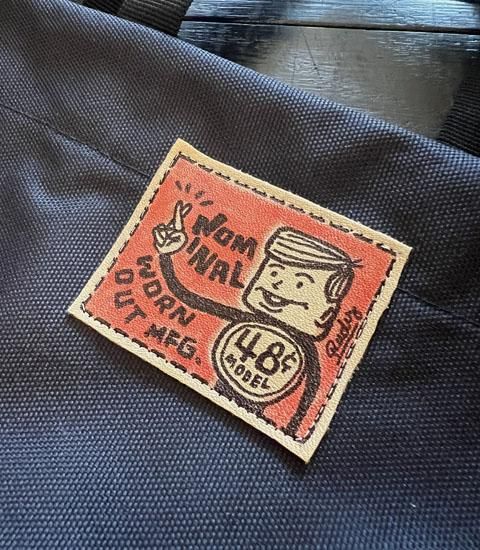 NOM
INAL
WORN
OUT MFG.
48¢
MODEL